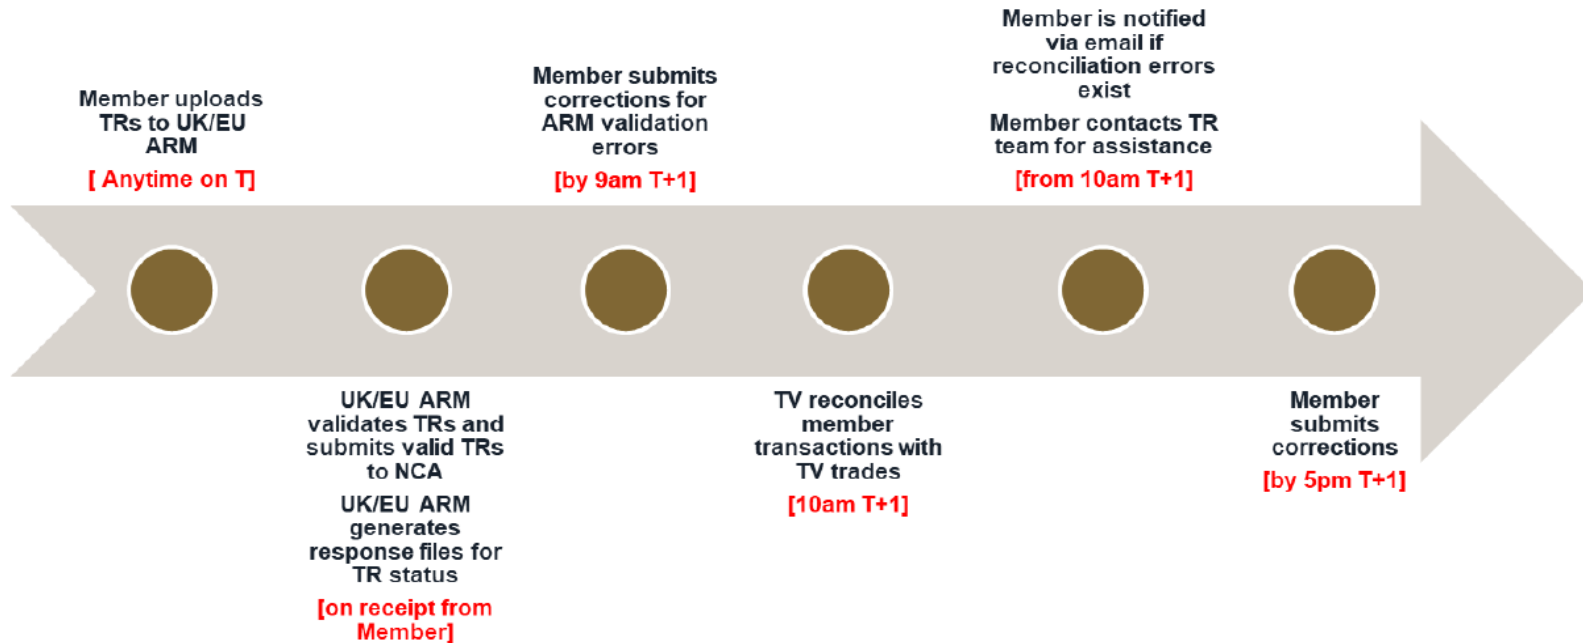 Member uploads
TRs to UK/EU
ARM
[ Anytime on T]
UK/EU ARM
validates TRs and
submits valid TRs
to NCA
UK/EU ARM
generates
response files for
TR status
[on receipt from
Member]
Member submits
corrections for
ARM validation
errors
[by 9am T+1]
TV reconciles
member
transactions with
TV trades
[10am T+1]
Member is notified
via email if
reconciliation errors
exist
Member contacts TR
team for assistance
[from 10am T+1]
Member
submits
corrections
[by 5pm T+1]